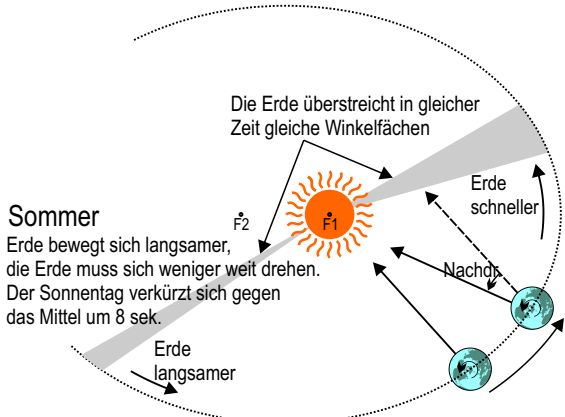 Die Erde überstreicht in gleicher
Zeit gleiche Winkelfächen
Erde
schneller
F2
F1
Sommer
Erde bewegt sich langsamer,
die Erde muss sich weniger weit drehen.
Der Sonnentag verkürzt sich gegen
das Mittel um 8 sek.
Nachdr.
Erde
langsamer